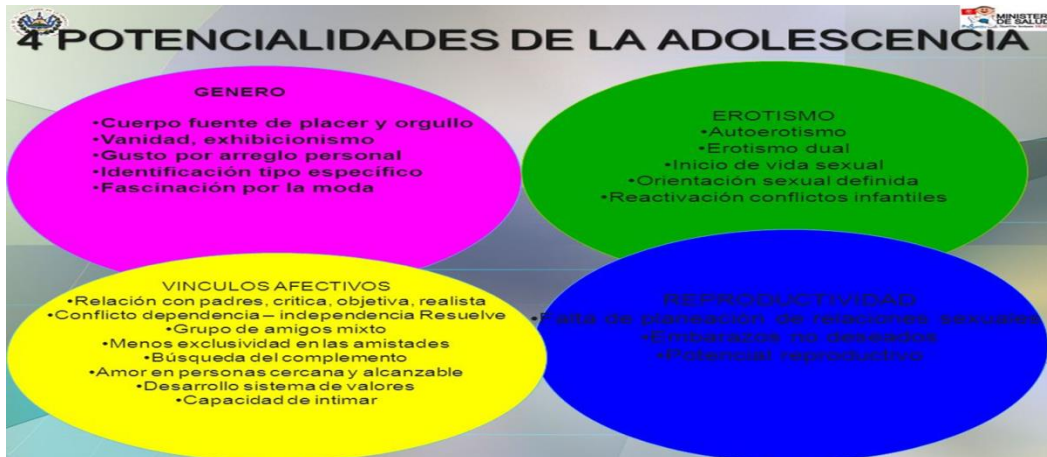 MINISTER
DE SALUD
4 POTENCIALIDADES DE LA ADOLESCENCIA
GENERO
•Cuerpo fuente de placer y orgullo
•Vanidad, exhibicionismo
•Gusto por arreglo personal
•Identificación tipo específico
•Fascinación por la moda
EROTISMO
•Autoerotismo
•Erotismo dual
•Inicio de vida sexual
•Orientación sexual definida
•Reactivación conflictos infantiles
VINCULOS AFECTIVOS
•Relación con padres, critica, objetiva, realista
•Conflicto dependencia – independencia Resuelve
•Grupo de amigos mixto
•Menos exclusividad en las amistades
•Búsqueda del complemento
•Amor en personas cercana y alcanzable
•Desarrollo sistema de valores
•Capacidad de intimar
REPRODUCTIVIDAD
•Falta de planeación de relaciones sexuales
•Embarazos no deseados
•Potencial reproductivo